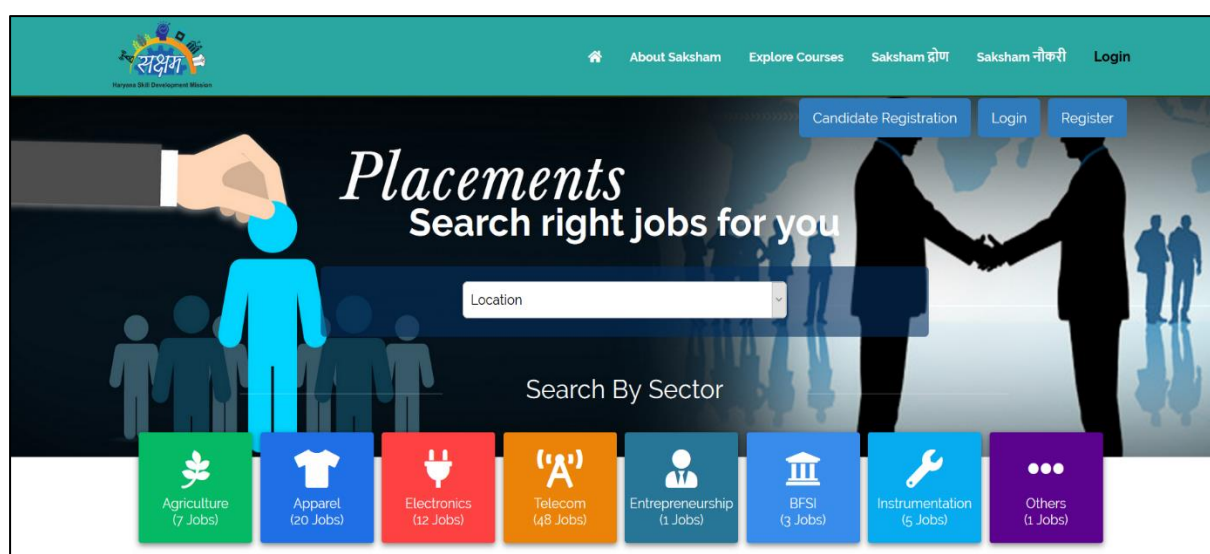 सक्षम
Haryana Skill Development Mission
About Saksham
Explore Courses
Saksham द्रोण
Saksham नौकरी
Login
Candidate Registration
Login
Register
Placements
Search right jobs for you
Location
Search By Sector
Agriculture
(7 Jobs)
Apparel
(20 Jobs)
Electronics
(12 Jobs)
Telecom
(48 Jobs)
Entrepreneurship
(1 Jobs)
BFSI
(3 Jobs)
Instrumentation
(5 Jobs)
Others
(1 Jobs)